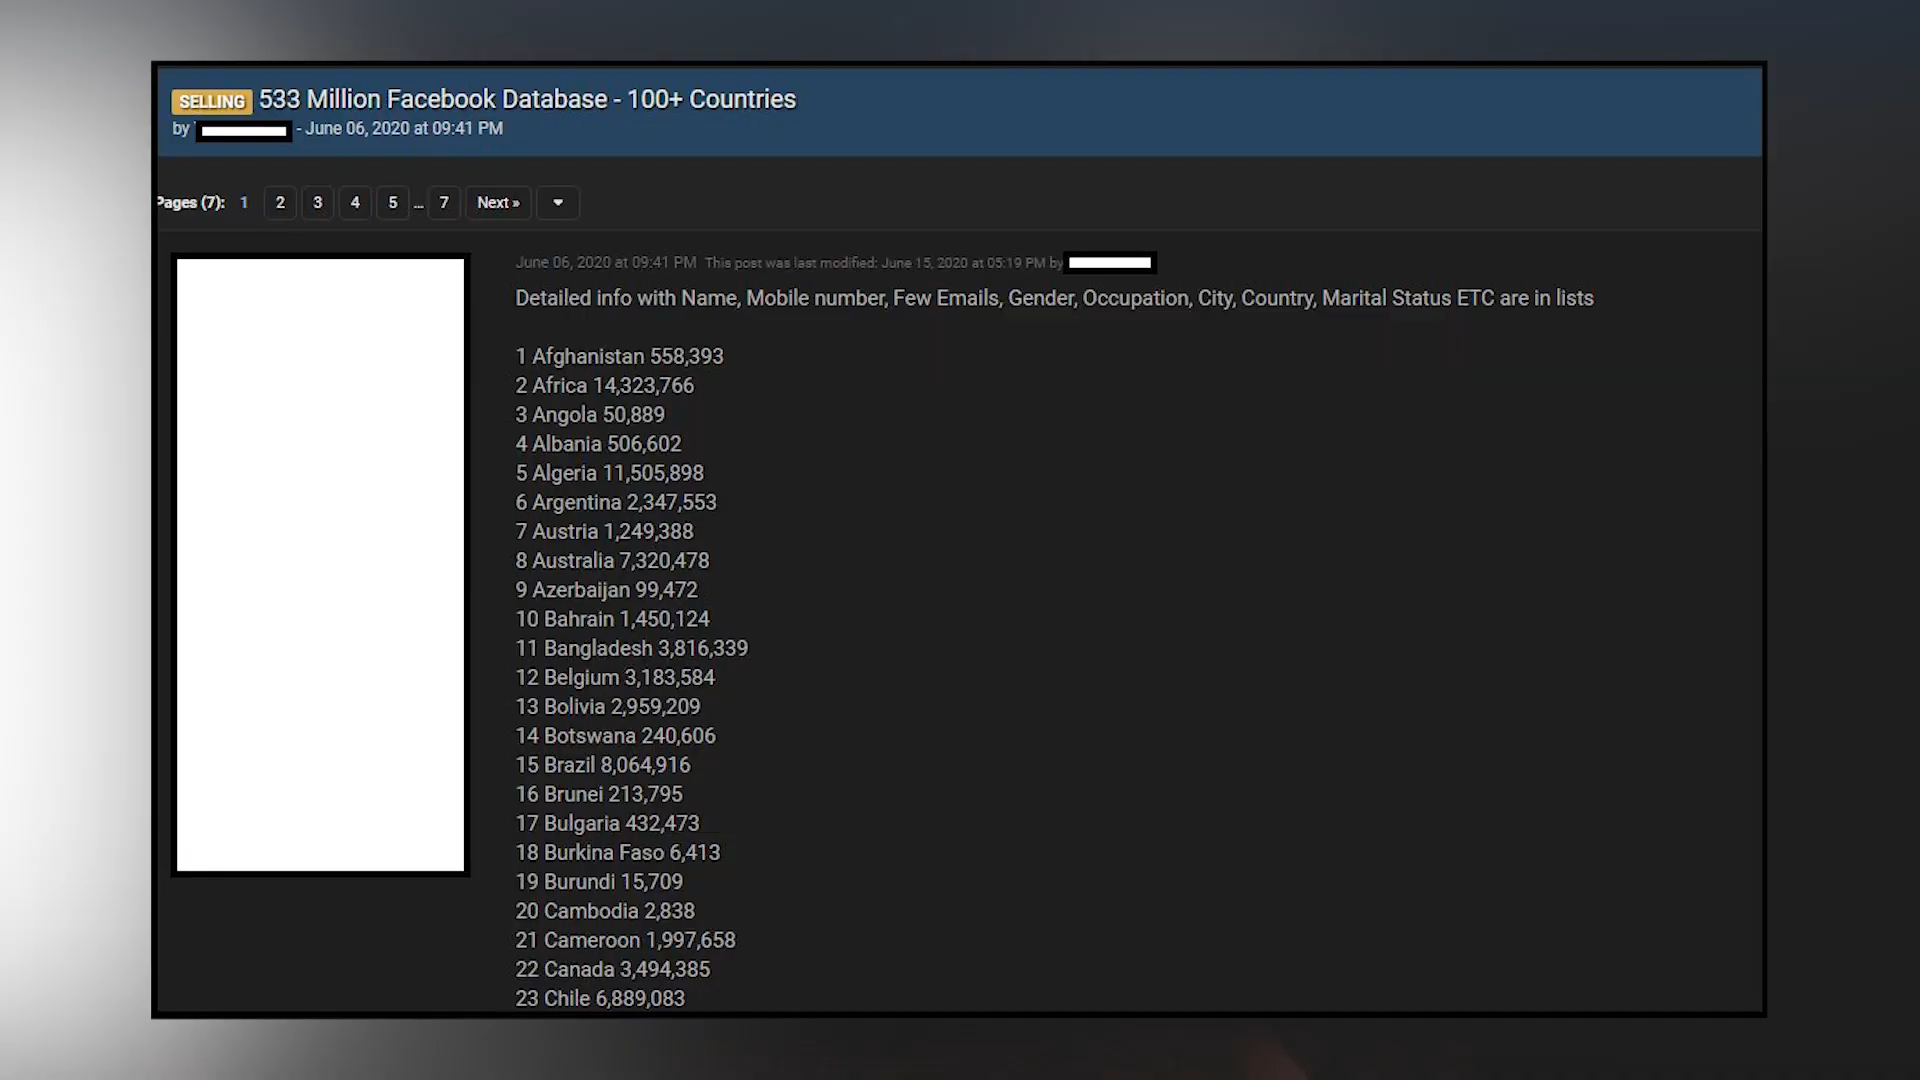 SELLING 533 Million Facebook Database - 100+ Countries
by - June 06, 2020 at 09:41 PM
Pages (7): 1 2 3 4 5 ... 7 Next »
June 06, 2020 at 09:41 PM This post was last modified: June 15, 2020 at 05:19 PM by
Detailed info with Name, Mobile number, Few Emails, Gender, Occupation, City, Country, Marital Status ETC are in lists
1 Afghanistan 558,393
2 Africa 14,323,766
3 Angola 50,889
4 Albania 506,602
5 Algeria 11,505,898
6 Argentina 2,347,553
7 Austria 1,249,388
8 Australia 7,320,478
9 Azerbaijan 99,472
10 Bahrain 1,450,124
11 Bangladesh 3,816,339
12 Belgium 3,183,584
13 Bolivia 2,959,209
14 Botswana 240,606
15 Brazil 8,064,916
16 Brunei 213,795
17 Bulgaria 432,473
18 Burkina Faso 6,413
19 Burundi 15,709
20 Cambodia 2,838
21 Cameroon 1,997,658
22 Canada 3,494,385
23 Chile 6,889,083